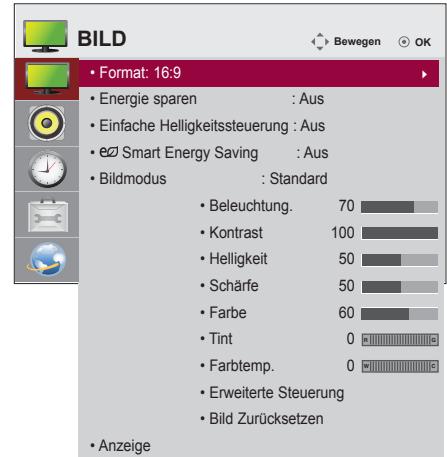 BILD
Bewegen OK
• Format: 16:9
• Energie sparen : Aus
• Einfache Helligkeitssteuerung : Aus
• Smart Energy Saving : Aus
• Bildmodus : Standard
• Beleuchtung. 70
• Kontrast 100
• Helligkeit 50
• Schärfe 50
• Farbe 60
• Tint 0 R G
• Farbtemp. 0 W C
• Erweiterte Steuerung
• Bild Zurücksetzen
• Anzeige